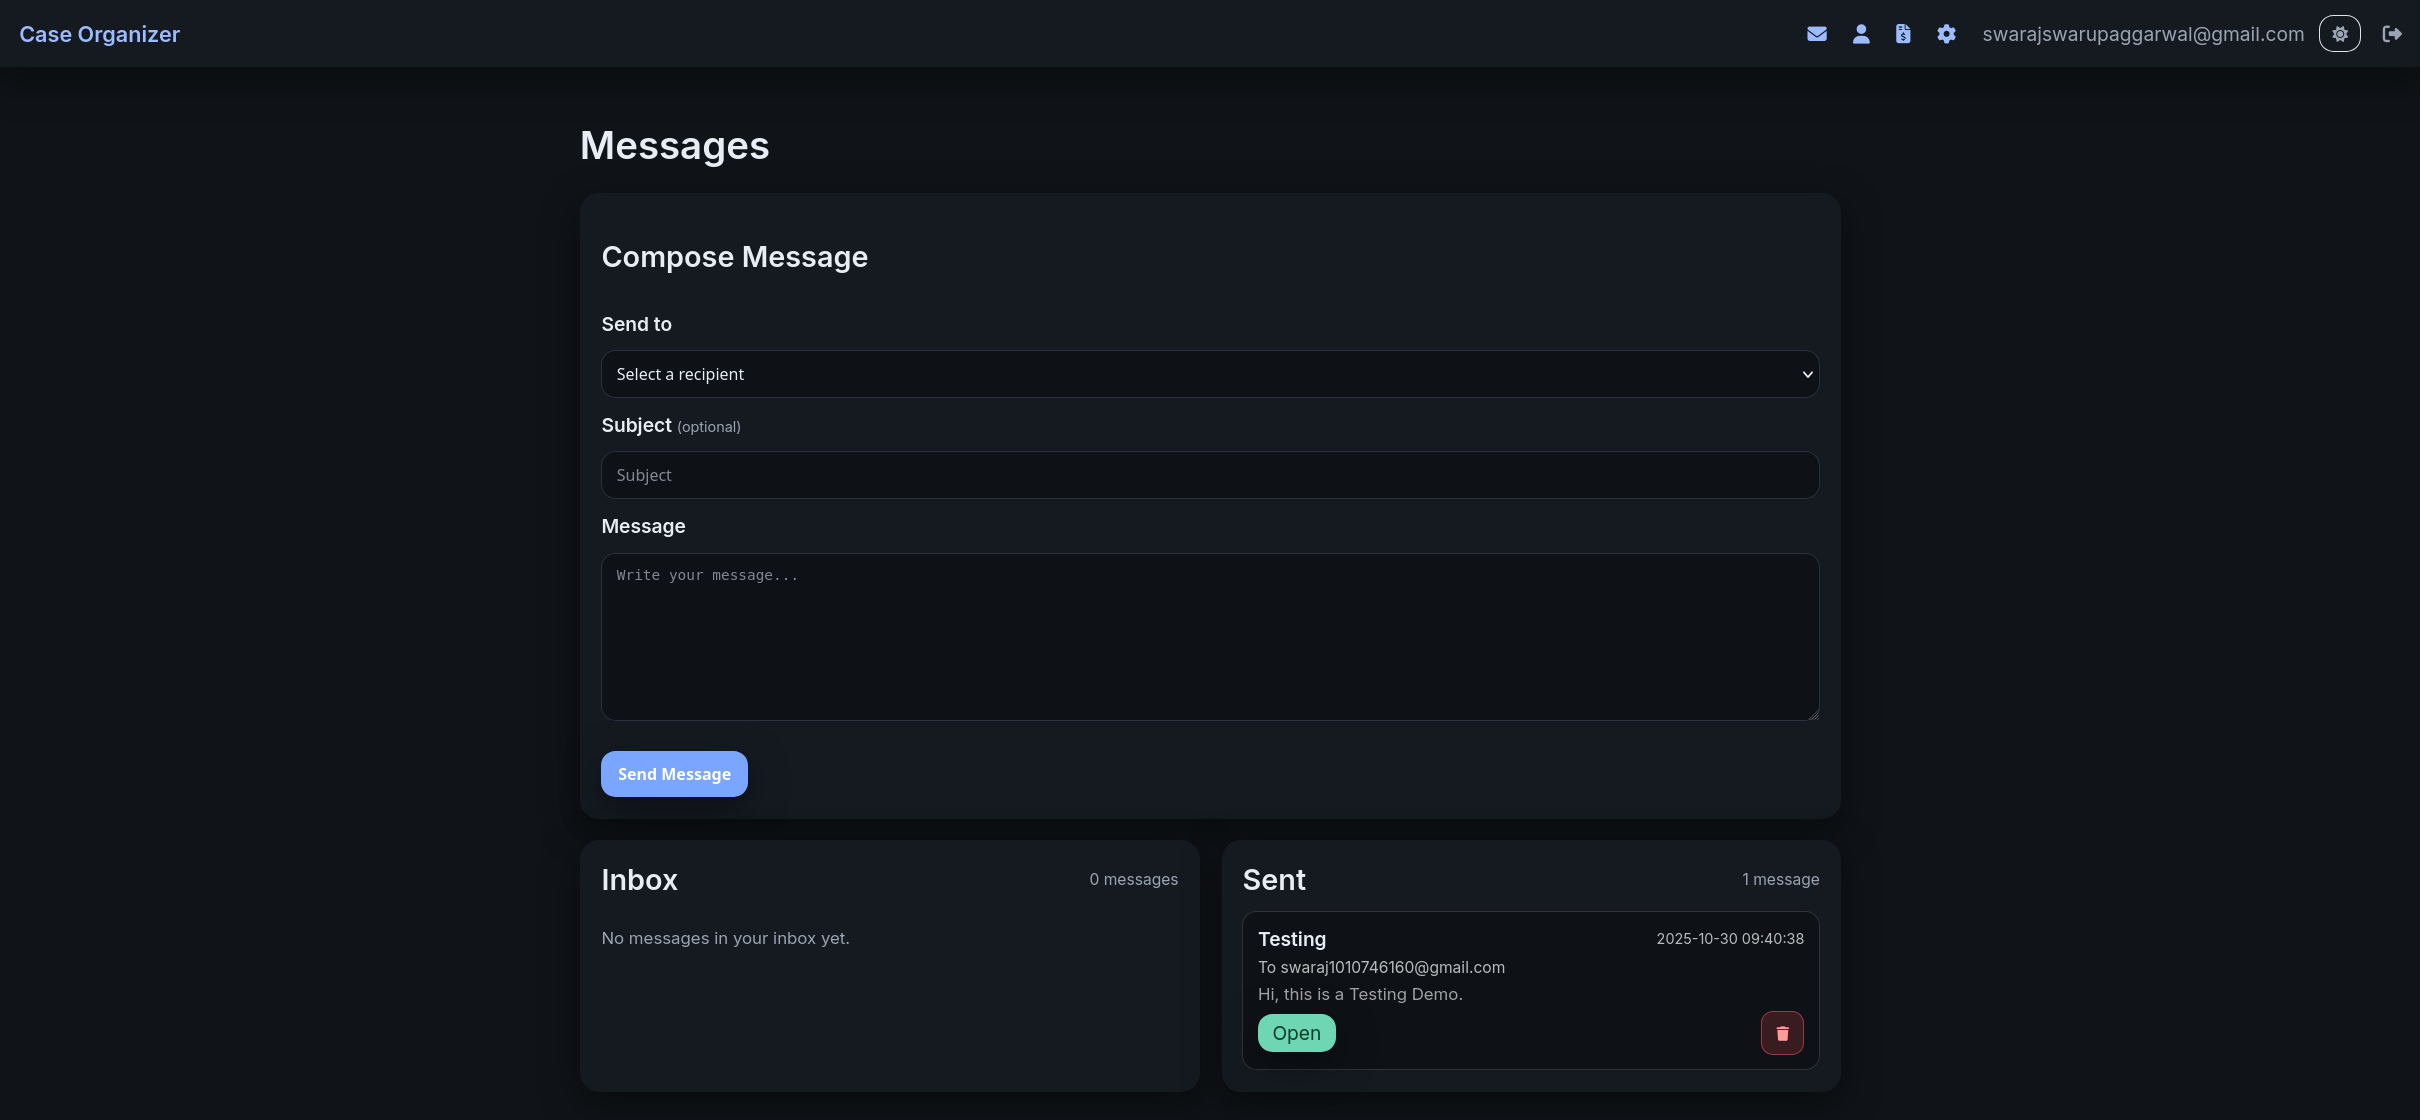 Case Organizer
swarajswarupaggarwal@gmail.com
Messages
Compose Message
Send to
Select a recipient
Subject (optional)
Subject
Message
Write your message...
Send Message
Inbox
0 messages
No messages in your inbox yet.
Sent
1 message
Testing
2025-10-30 09:40:38
To swaraj1010746160@gmail.com
Hi, this is a Testing Demo.
Open